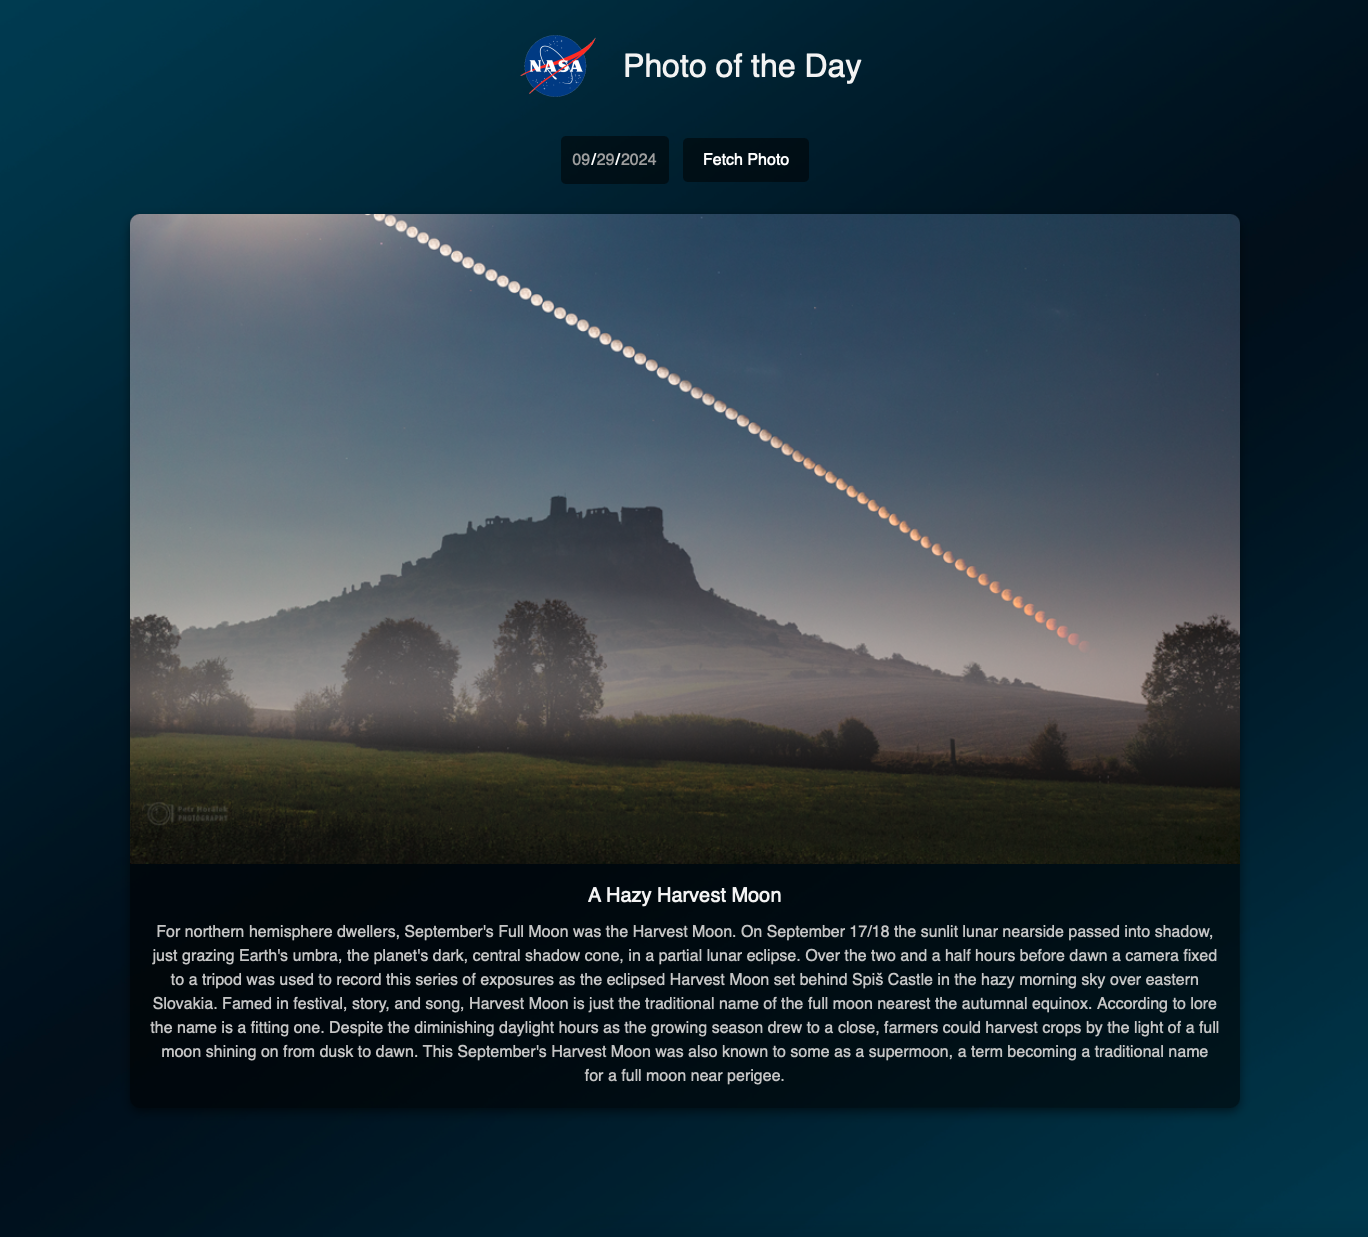 NASA
Photo of the Day
09/29/2024
Fetch Photo
PHOTOGRAPHY
A Hazy Harvest Moon
For northern hemisphere dwellers, September's Full Moon was the Harvest Moon. On September 17/18 the sunlit lunar nearside passed into shadow,
just grazing Earth's umbra, the planet's dark, central shadow cone, in a partial lunar eclipse. Over the two and a half hours before dawn a camera fixed
to a tripod was used to record this series of exposures as the eclipsed Harvest Moon set behind Spiš Castle in the hazy morning sky over eastern
Slovakia. Famed in festival, story, and song, Harvest Moon is just the traditional name of the full moon nearest the autumnal equinox. According to lore
the name is a fitting one. Despite the diminishing daylight hours as the growing season drew to a close, farmers could harvest crops by the light of a full
moon shining on from dusk to dawn. This September's Harvest Moon was also known to some as a supermoon, a term becoming a traditional name
for a full moon near perigee.